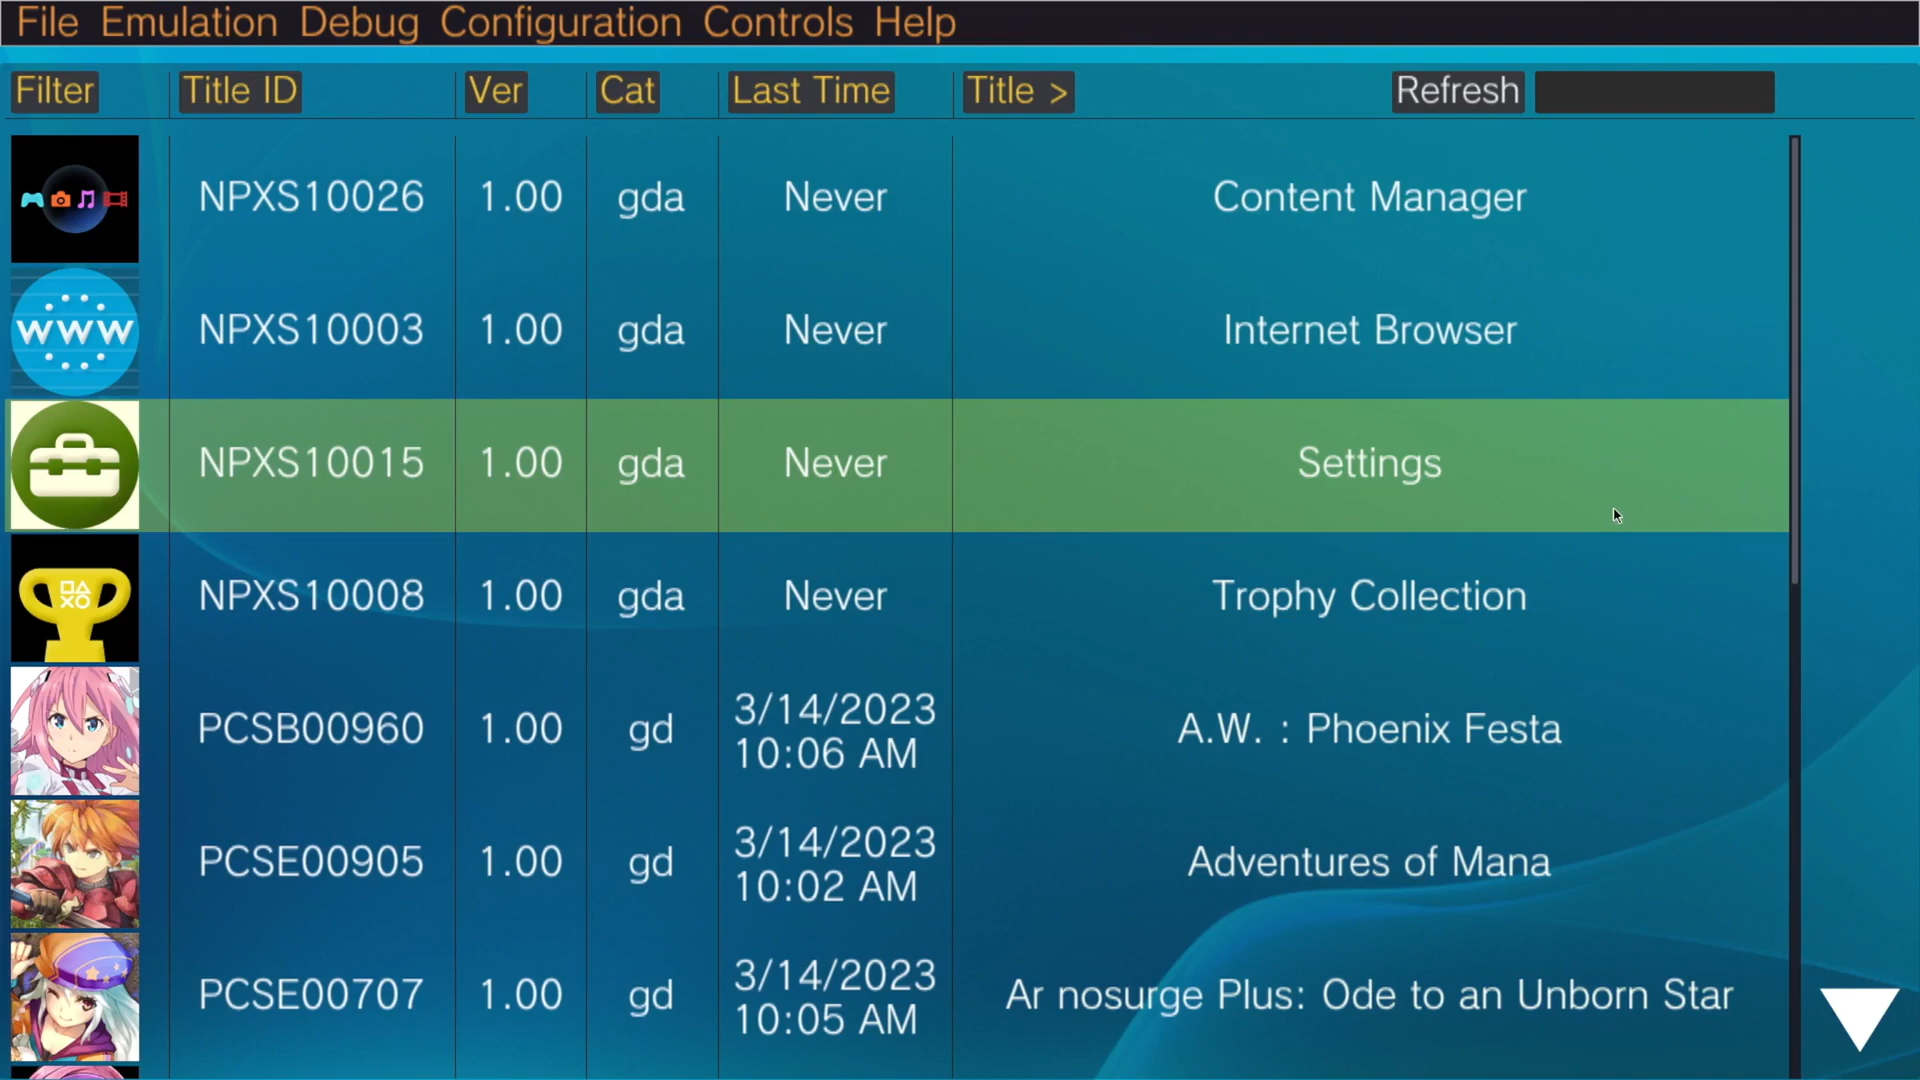 File Emulation Debug Configuration Controls Help
Filter Title ID Ver Cat Last Time Title > Refresh
NPXS10026 1.00 gda Never Content Manager
www NPXS10003 1.00 gda Never Internet Browser
NPXS10015 1.00 gda Never Settings
NPXS10008 1.00 gda Never Trophy Collection
PCSB00960 1.00 gd 3/14/2023 10:06 AM A.W. : Phoenix Festa
PCSE00905 1.00 gd 3/14/2023 10:02 AM Adventures of Mana
PCSE00707 1.00 gd 3/14/2023 10:05 AM Ar nosurge Plus: Ode to an Unborn Star